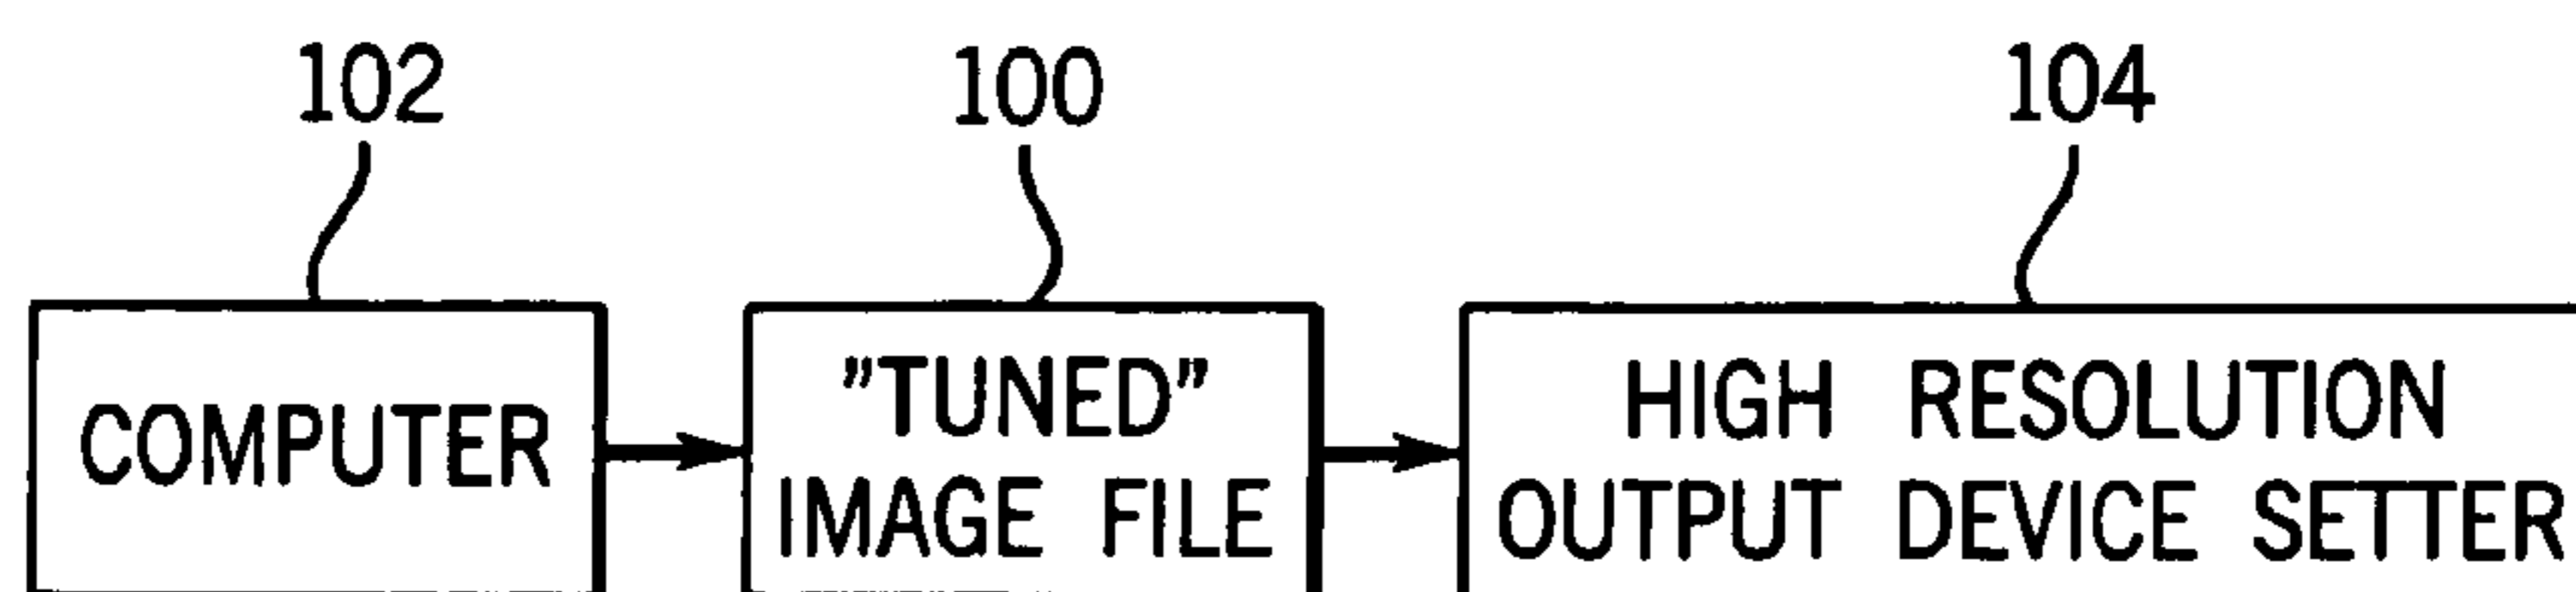 102
100
104
COMPUTER
"TUNED"
IMAGE FILE
HIGH RESOLUTION
OUTPUT DEVICE SETTER